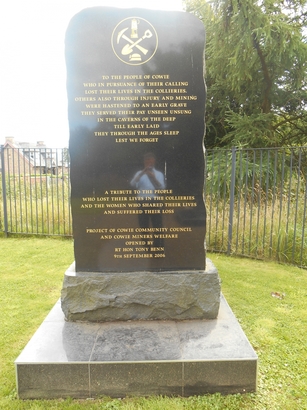 TO THE PEOPLE OF COWIE
WHO IN PURSUANCE OF THEIR CALLING
LOST THEIR LIVES IN THE COLLIERIES.
OTHERS ALSO THROUGH INJURY AND MINING
WERE HASTENED TO AN EARLY GRAVE
THEY SERVED THEIR PAY UNSEEN UNSUNG
IN THE CAVERNS OF THE DEEP
TILL EARLY LAID
THEY THROUGH THE AGES SLEEP
LEST WE FORGET
A TRIBUTE TO THE PEOPLE
WHO LOST THEIR LIVES IN THE COLLIERIES
AND THE WOMEN WHO SHARED THEIR LIVES
AND SUFFERED THEIR LOSS
PROJECT OF COWIE COMMUNITY COUNCIL
AND COWIE MINERS WELFARE
OPENED BY
RT HON TONY BENN
9TH SEPTEMBER 2006